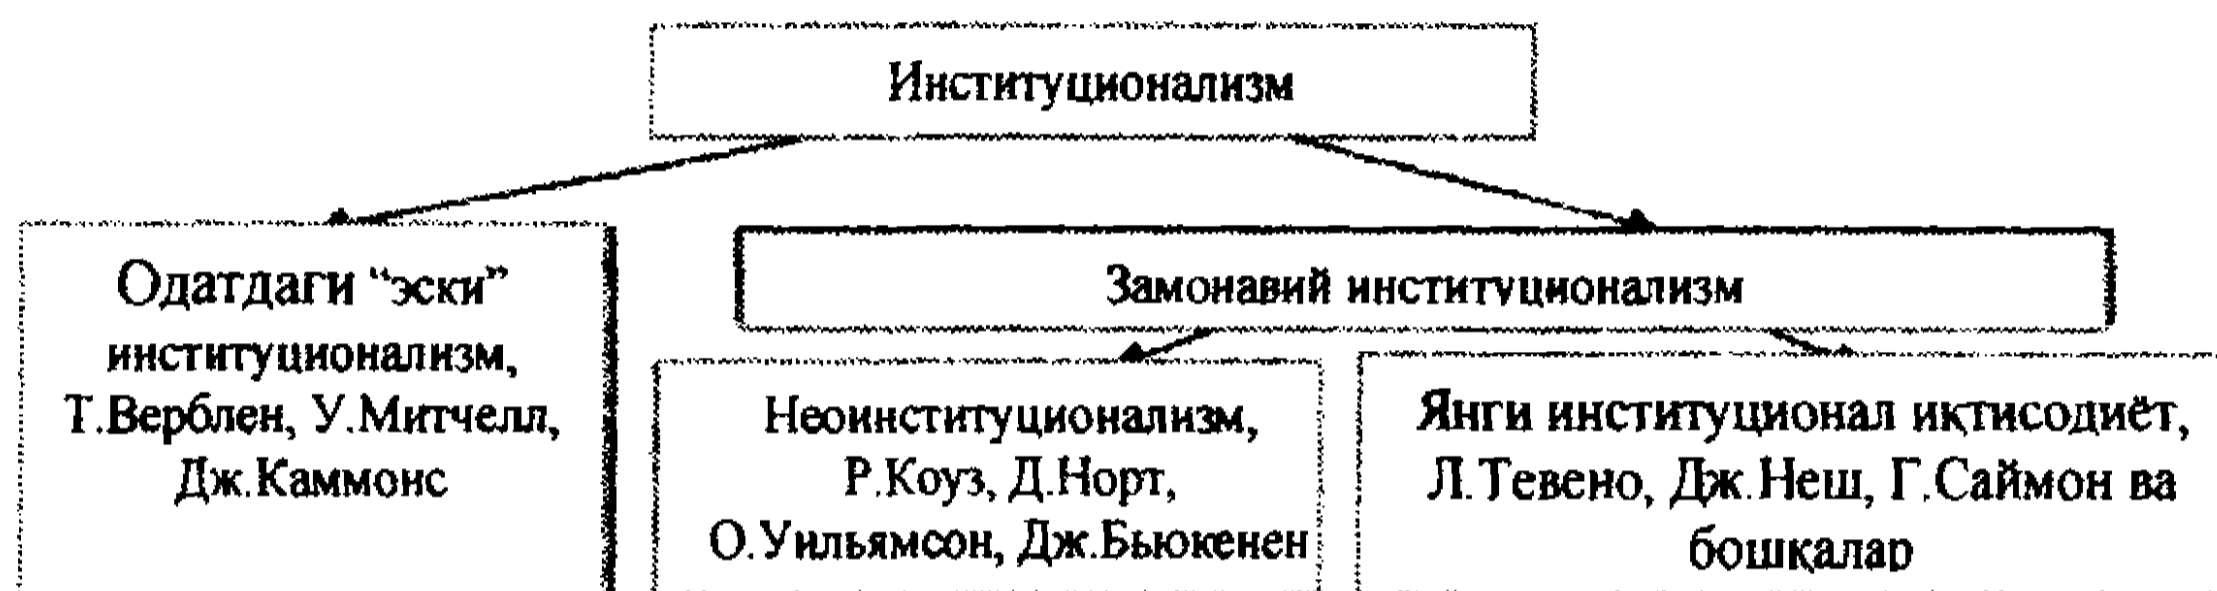 Институционализм
Одатдаги “эски”
институционализм,
Т.Верблен, У.Митчелл,
Дж.Каммонс
Замонавий институционализм
Неоинституционализм,
Р.Коуз, Д.Норт,
О.Уильямсон, Дж.Бьюкенен
Янги институционал иқтисодиёт,
Л.Тевено, Дж.Неш, Г.Саймон ва
бошқалар